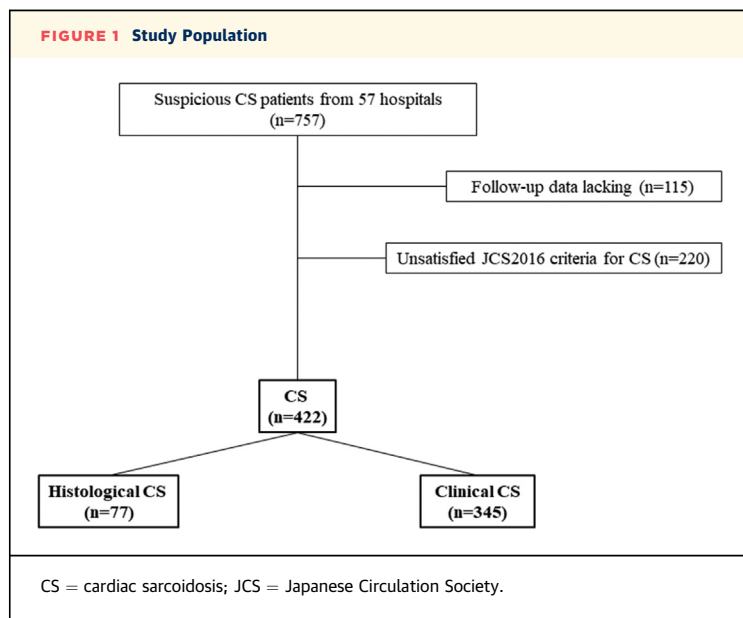 FIGURE 1 Study Population
Suspicious CS patients from 57 hospitals
(n=757)
Follow-up data lacking (n=115)
Unsatisfied JCS2016 criteria for CS (n=220)
CS
(n=422)
Histological CS
(n=77)
Clinical CS
(n=345)
CS = cardiac sarcoidosis; JCS = Japanese Circulation Society.